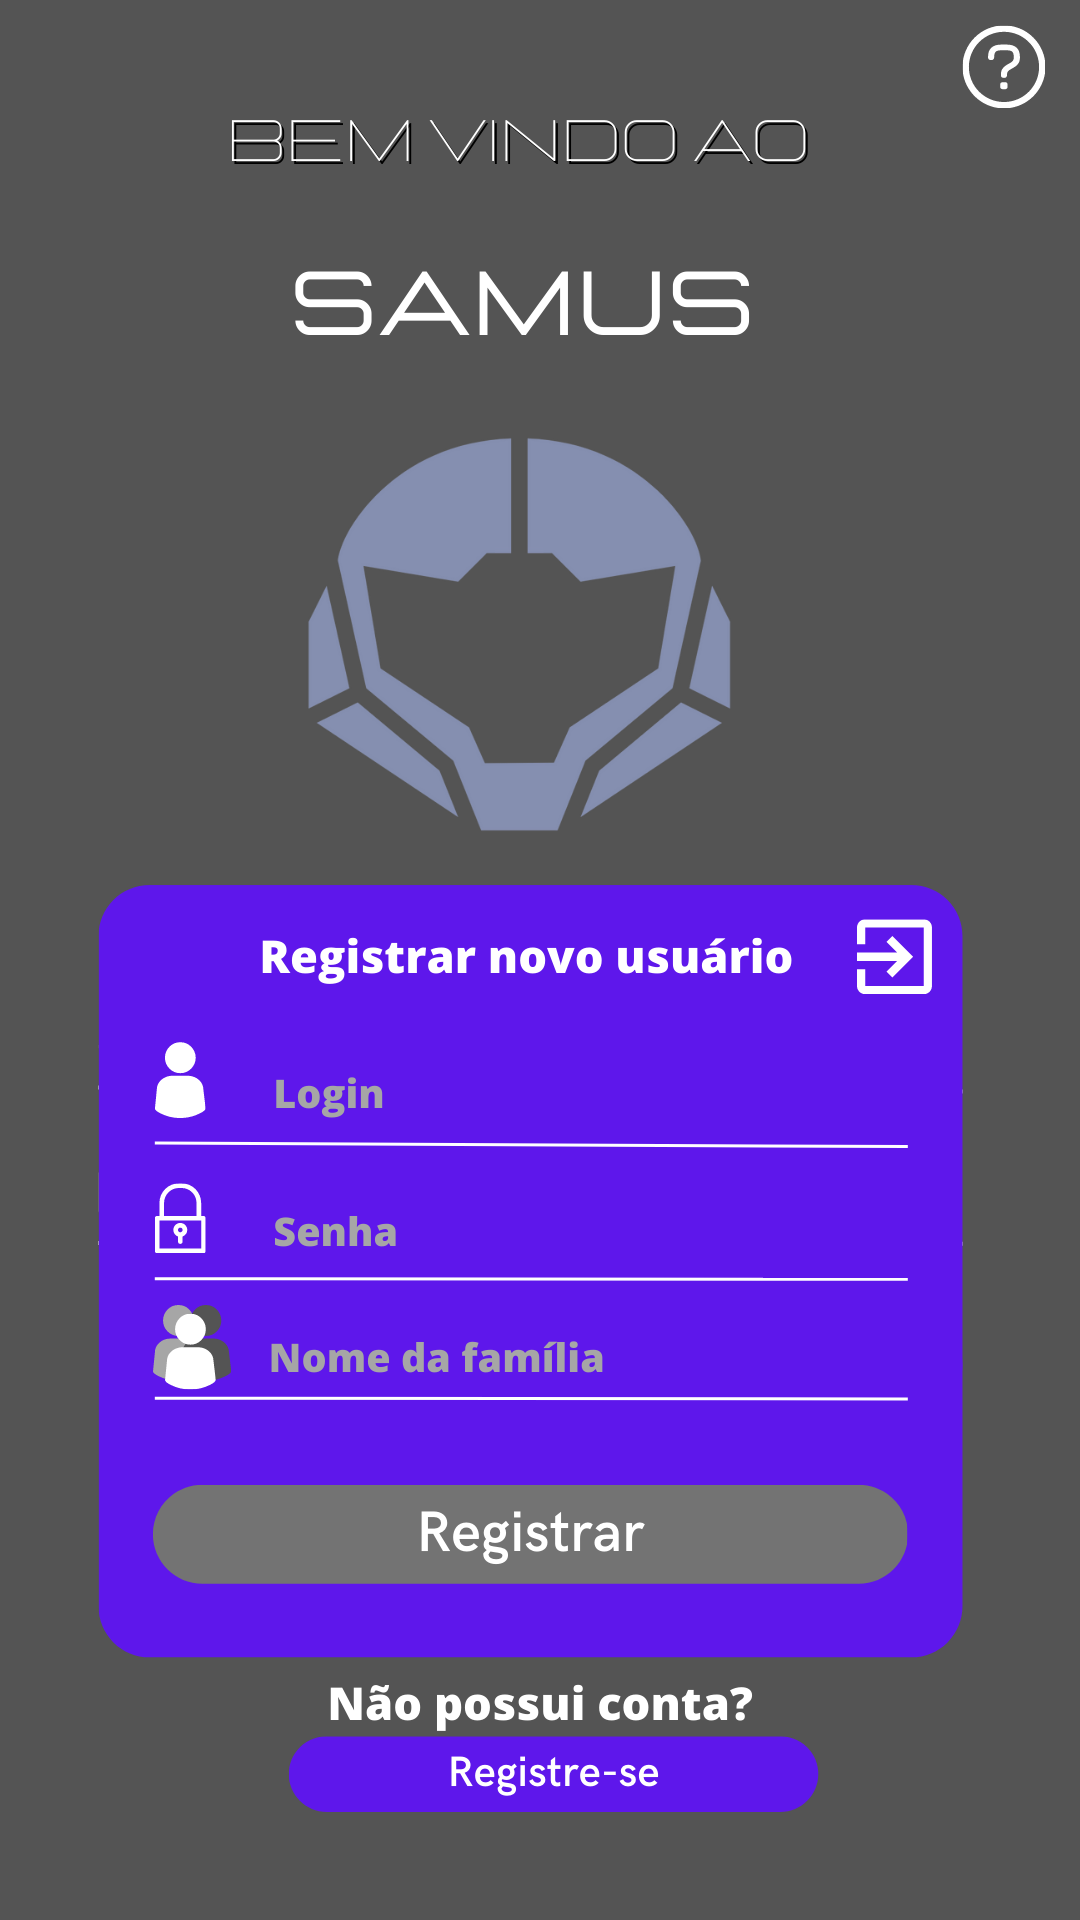 ?
BEM VINDO AO
SAMUS
Registrar novo usuário
Login
Senha
Nome da família
Registrar
Não possui conta?
Registre-se